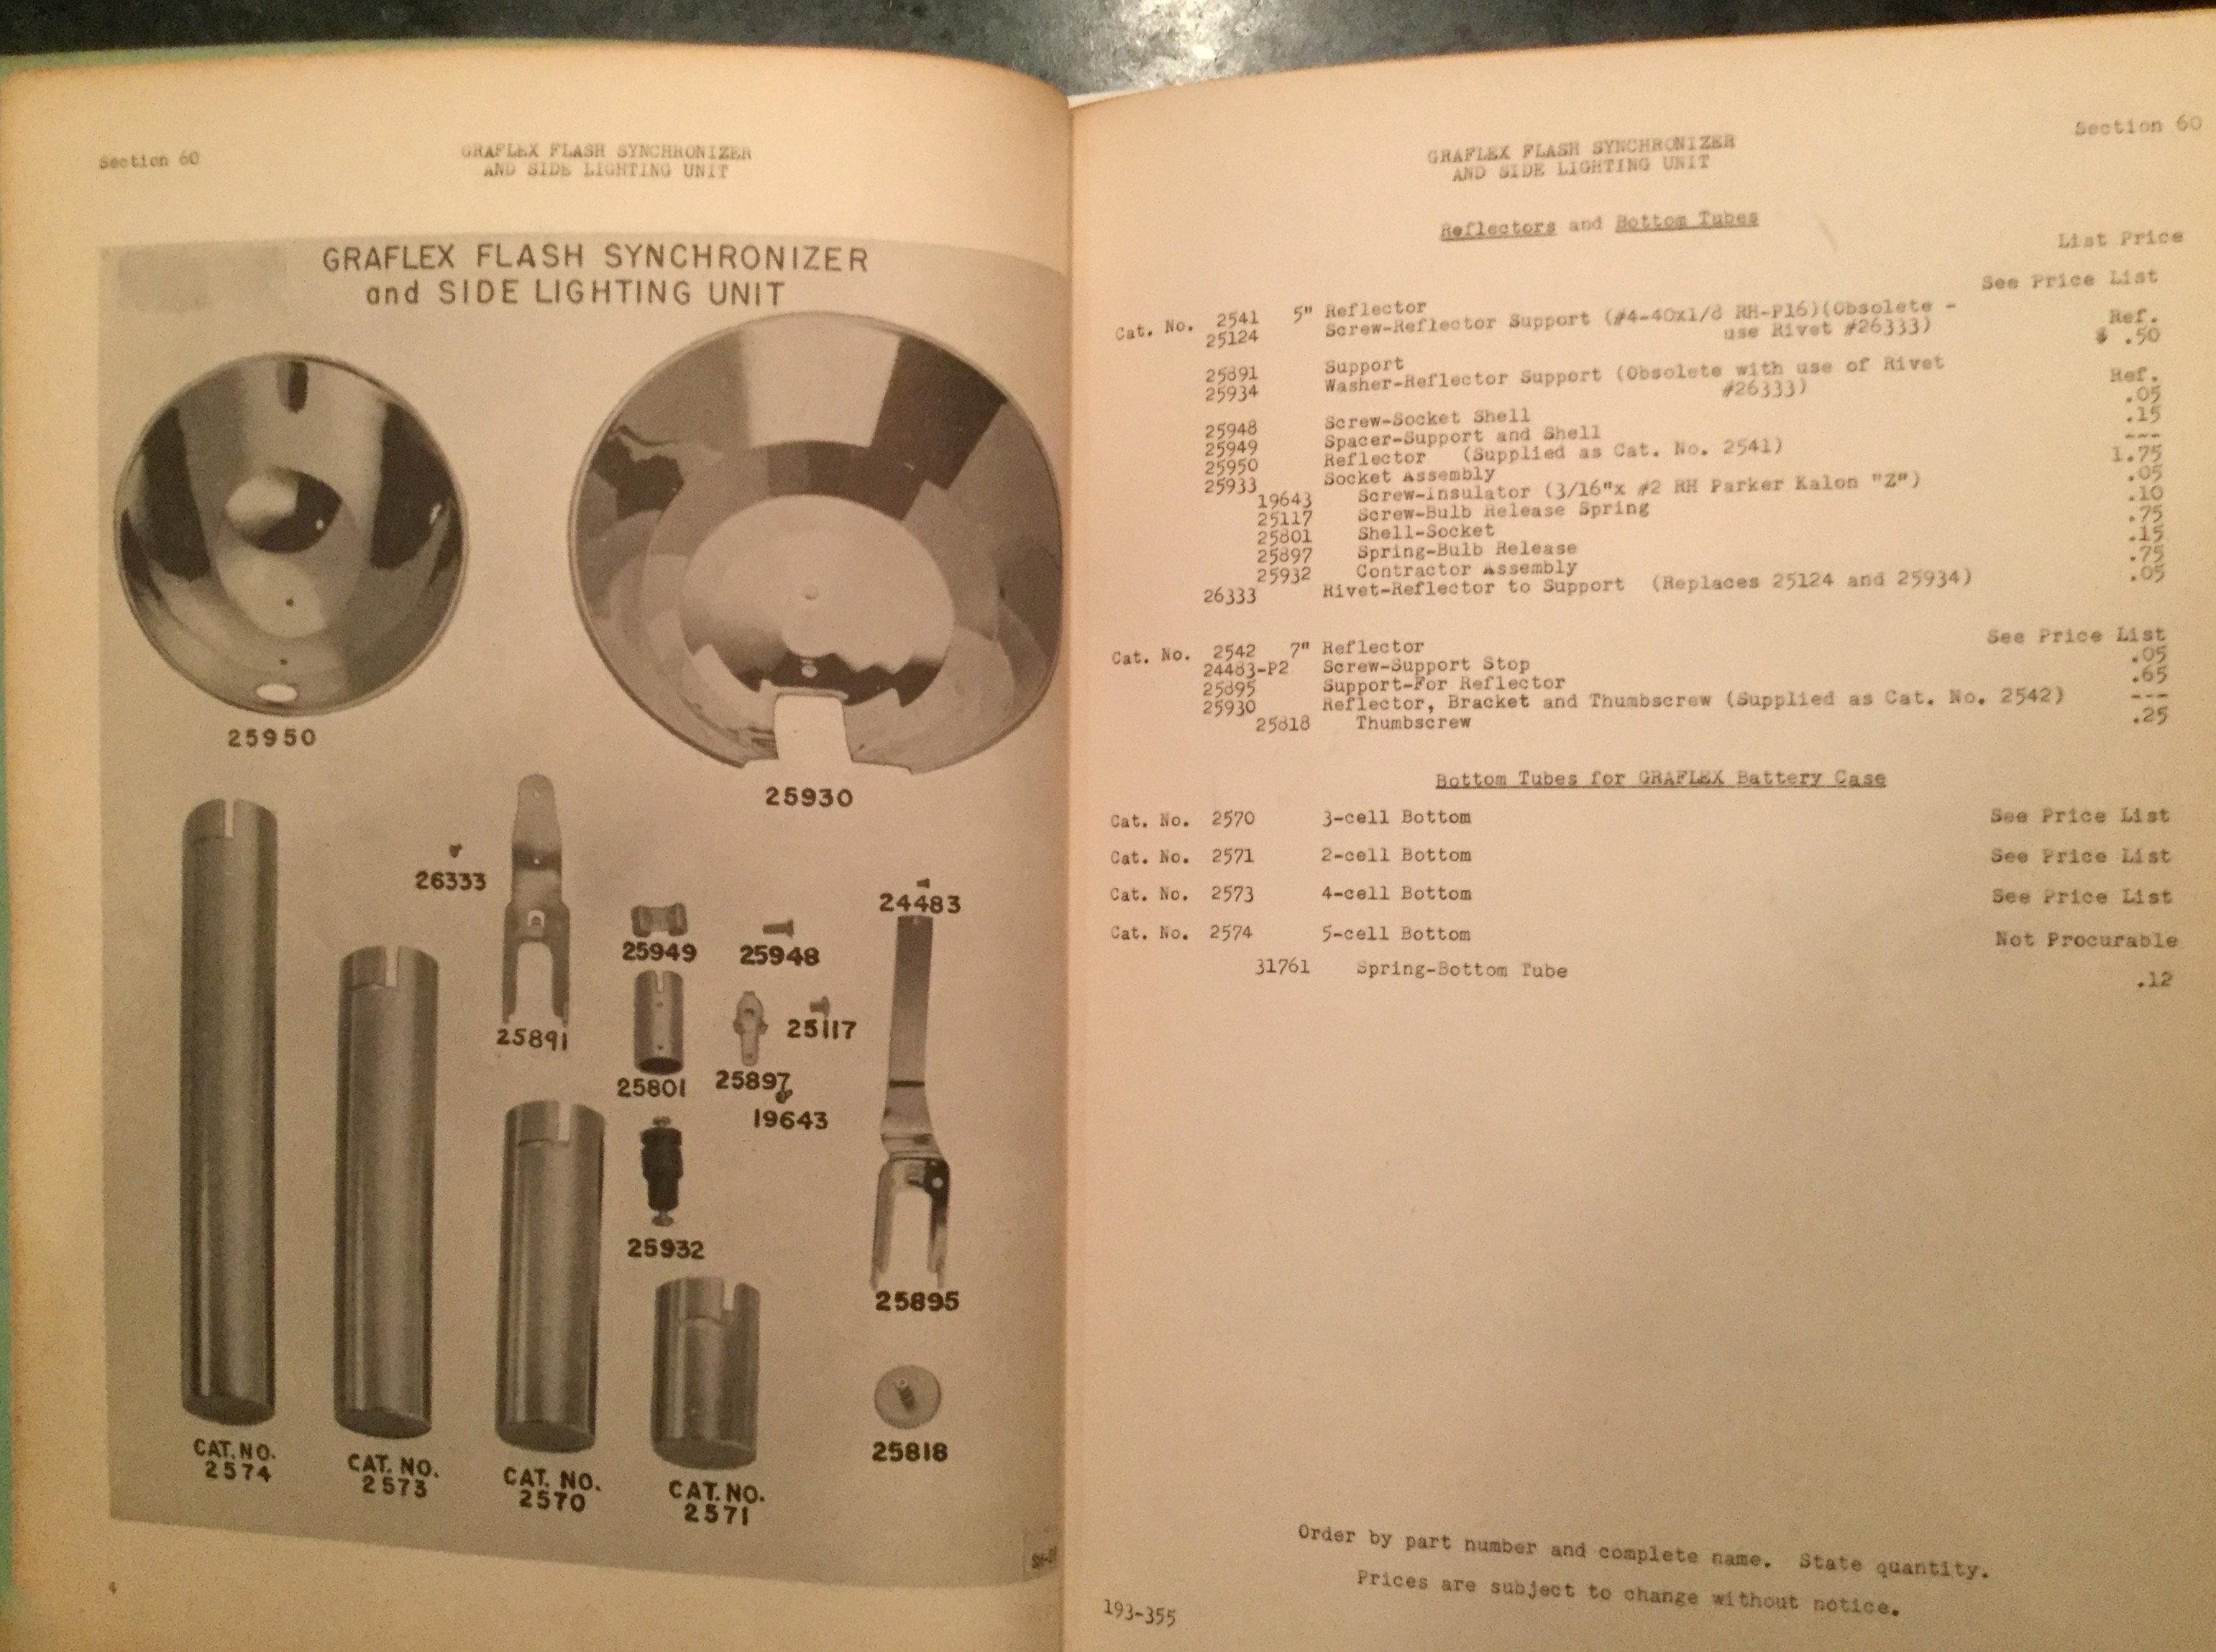 Section 60
GRAFLEX FLASH SYNCHRONIZER
AND SIDE LIGHTING UNIT
GRAFLEX FLASH SYNCHRONIZER
and SIDE LIGHTING UNIT
25950
25930
26333
24483
25949
25948
25891
25117
25801
25897
19643
25932
25895
25818
CAT. NO.
2574
CAT. NO.
2573
CAT. NO.
2570
CAT. NO.
2571
4
Section 60
GRAFLEX FLASH SYNCHRONIZER
AND SIDE LIGHTING UNIT
Reflectors and Bottom Tubes
List Price
Cat. No. 2541 5" Reflector See Price List
25124 Screw-Reflector Support (#4-40x1/8 RH-P16)(Obsolete -
use Rivet #26333) Ref.
25891 Support $ .50
25934 Washer-Reflector Support (Obsolete with use of Rivet
#26333) Ref.
25948 Screw-Socket Shell .05
25949 Spacer-Support and Shell .15
25950 Reflector (Supplied as Cat. No. 2541) ---
25933 Socket Assembly 1.75
19643 Screw-Insulator (3/16"x #2 RH Parker Kalon "Z") .05
25117 Screw-Bulb Release Spring .10
25801 Shell-Socket .75
25897 Spring-Bulb Release .15
25932 Contractor Assembly .75
26333 Rivet-Reflector to Support (Replaces 25124 and 25934) .05
Cat. No. 2542 7" Reflector See Price List
24483-P2 Screw-Support Stop .05
25895 Support-For Reflector .65
25930 Reflector, Bracket and Thumbscrew (Supplied as Cat. No. 2542) ---
25818 Thumbscrew .25
Bottom Tubes for GRAFLEX Battery Case
Cat. No. 2570 3-cell Bottom See Price List
Cat. No. 2571 2-cell Bottom See Price List
Cat. No. 2573 4-cell Bottom See Price List
Cat. No. 2574 5-cell Bottom Not Procurable
31761 Spring-Bottom Tube .12
Order by part number and complete name. State quantity.
Prices are subject to change without notice.
193-355